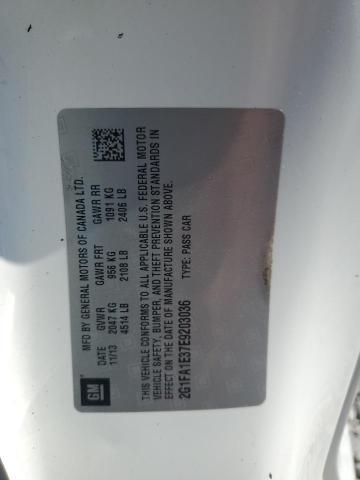 MFD BY GENERAL MOTORS OF CANADA LTD.
DATE GVWR GAWR FRT GAWR RR
11/13 2047 KG 956 KG 1091 KG
4514 LB 2108 LB 2406 LB
THIS VEHICLE CONFORMS TO ALL APPLICABLE U.S. FEDERAL MOTOR
VEHICLE SAFETY, BUMPER, AND THEFT PREVENTION STANDARDS IN
EFFECT ON THE DATE OF MANUFACTURE SHOWN ABOVE.
2G1FA1E37E9203036 TYPE: PASS CAR
GM